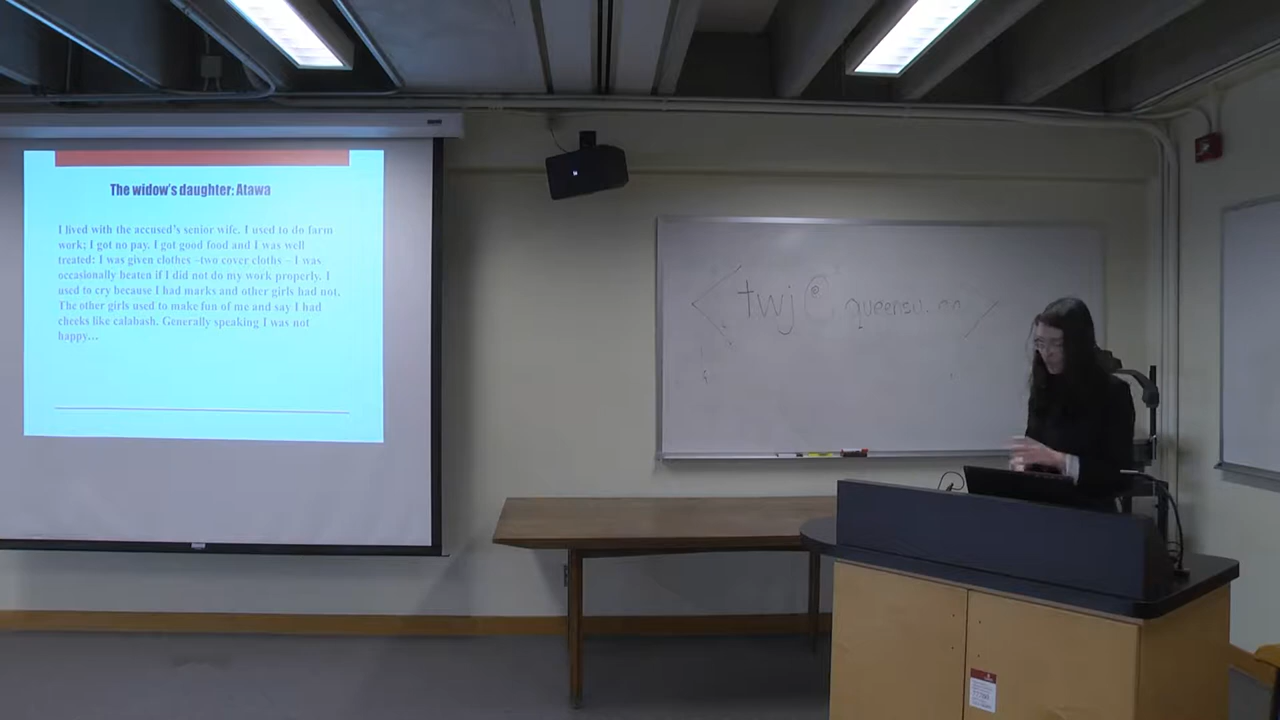 The widow's daughter: Atawa
I lived with the accused's senior wife. I used to do farm
work; I got no pay. I got good food and I was well
treated: I was given clothes –two cover cloths – I was
occasionally beaten if I did not do my work properly. I
used to cry because I had marks and other girls had not.
The other girls used to make fun of me and say I had
cheeks like calabash. Generally speaking I was not
happy…
< twj@ queensu. >